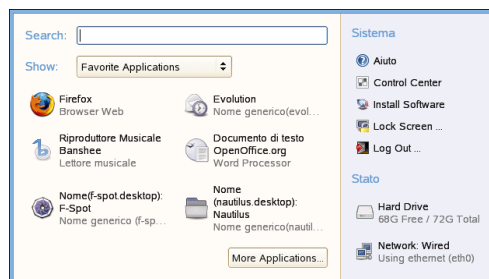 Search:
Show: Favorite Applications
Firefox
Browser Web
Evolution
Nome generico(evol...
Riproduttore Musicale
Banshee
Lettore musicale
Documento di testo
OpenOffice.org
Word Processor
Nome(f-spot.desktop):
F-Spot
Nome generico (f-sp...
Nome
(nautilus.desktop):
Nautilus
Nome generico(nautil...
More Applications...
Sistema
Aiuto
Control Center
Install Software
Lock Screen ...
Log Out ...
Stato
Hard Drive
68G Free / 72G Total
Network: Wired
Using ethernet (eth0)